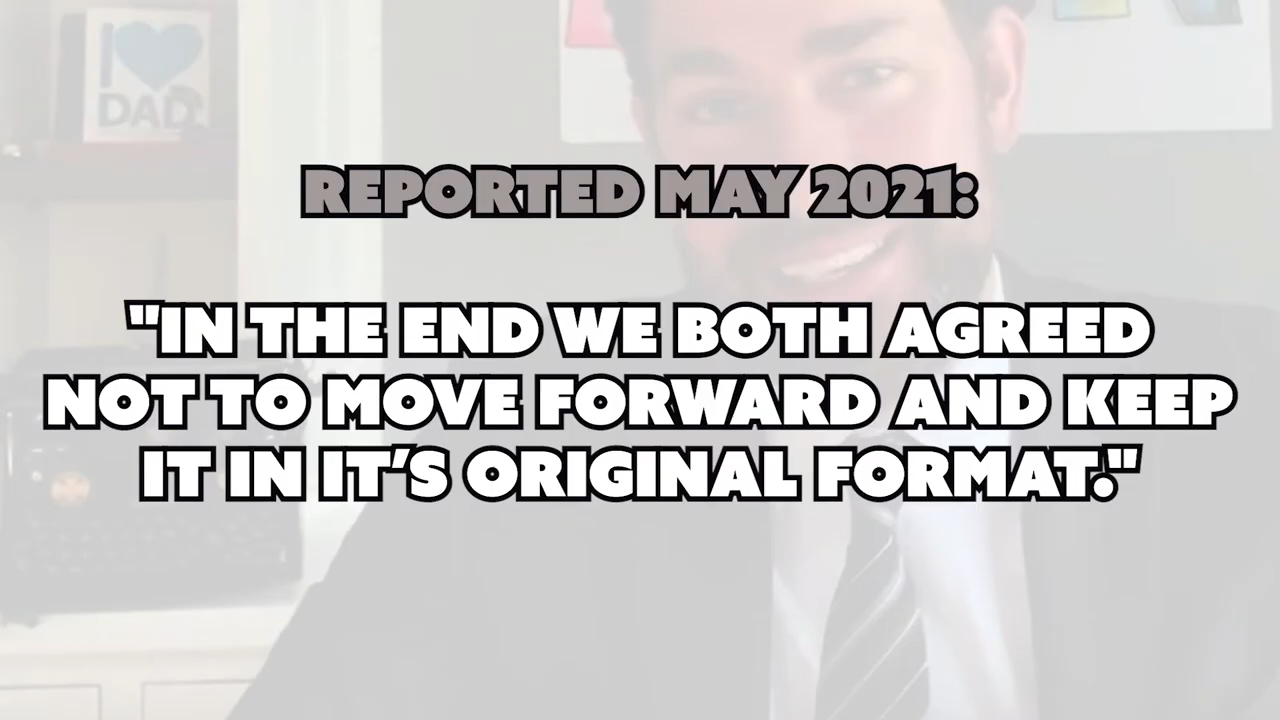 I
DAD
REPORTED MAY 2021:
"IN THE END WE BOTH AGREED
NOT TO MOVE FORWARD AND KEEP
IT IN IT'S ORIGINAL FORMAT."